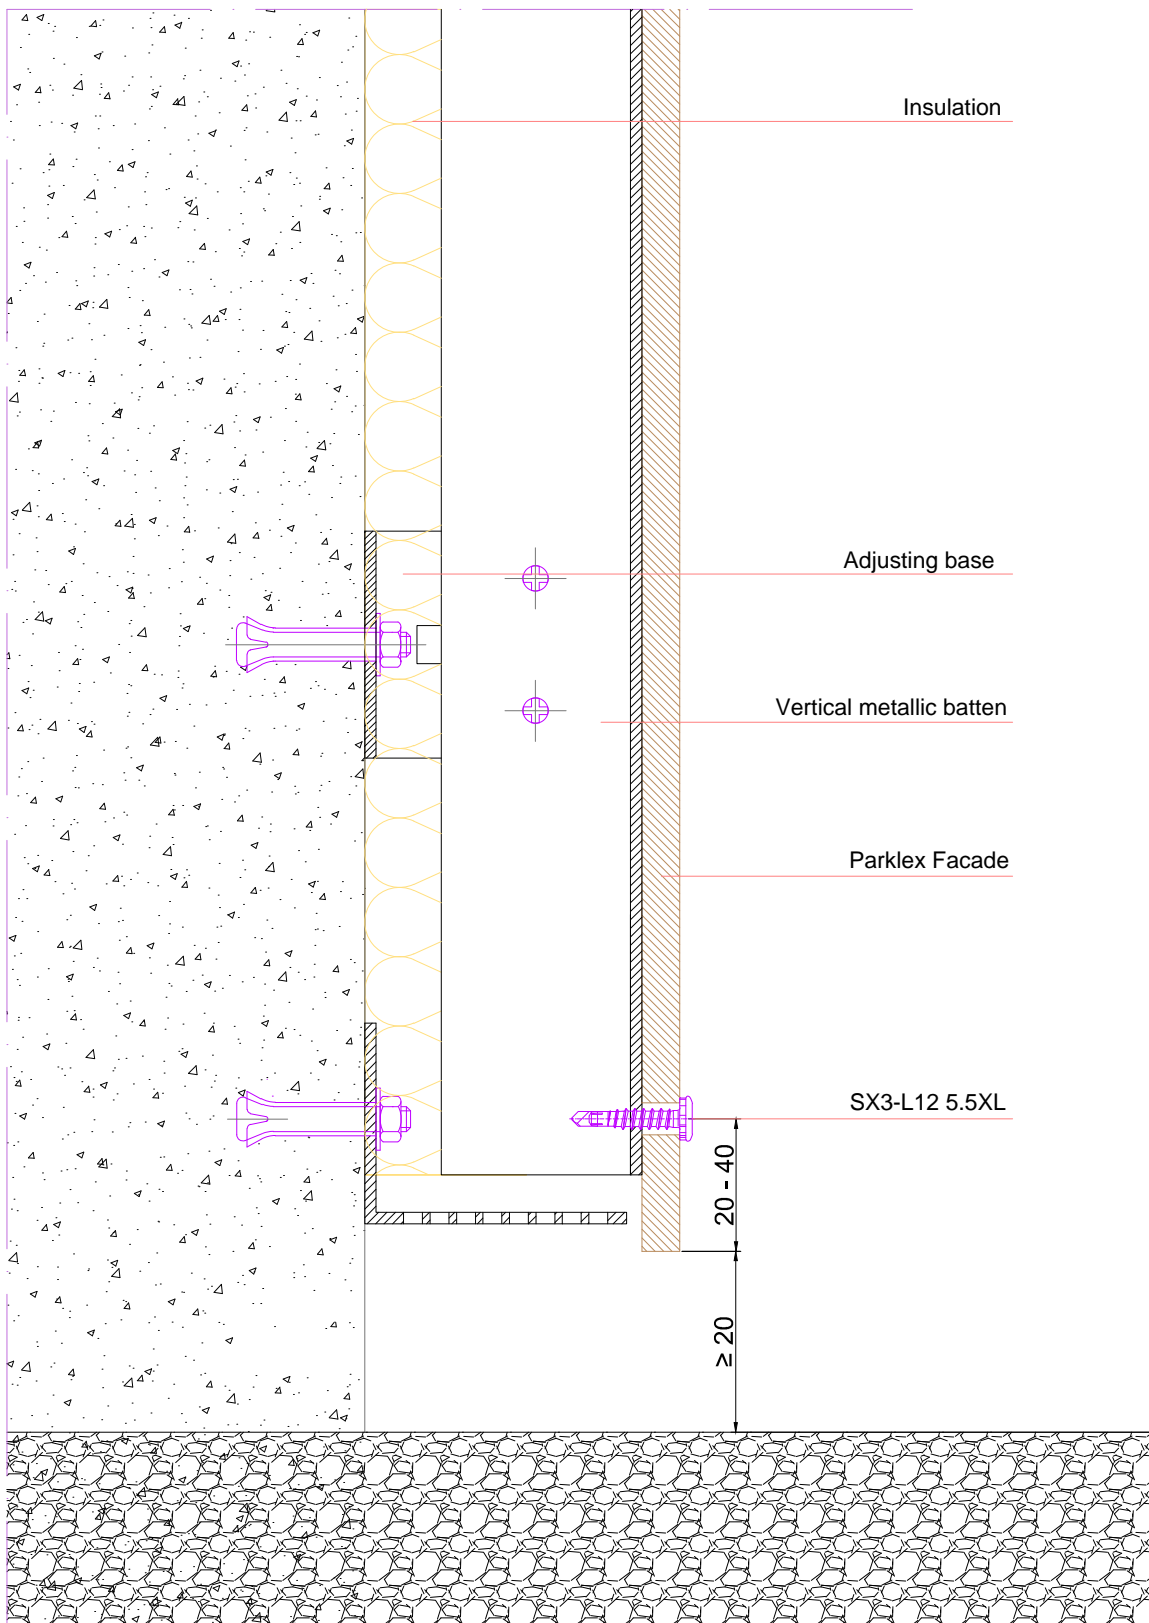 Insulation
Adjusting base
Vertical metallic batten
Parklex Facade
SX3-L12 5.5XL
20 - 40
≥ 20